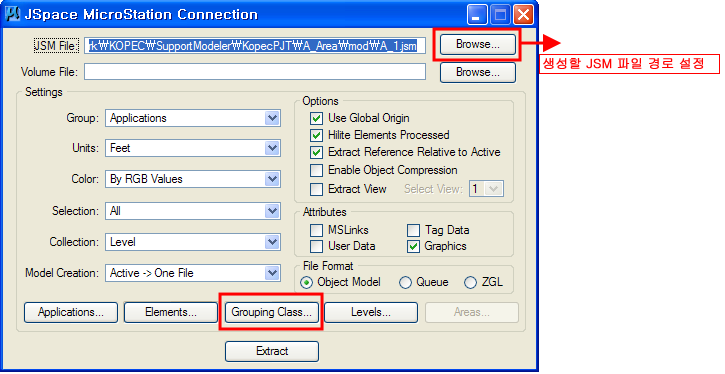 JSpace MicroStation Connection
JSM File: rk\KOPEC\SupportModeler\KopecPJT\A_Area\mod\A_1.jsm Browse...
생성할 JSM 파일 경로 설정
Volume File: Browse...
Settings
Group: Applications
Units: Feet
Color: By RGB Values
Selection: All
Collection: Level
Model Creation: Active -> One File
Options
Use Global Origin
Hilite Elements Processed
Extract Reference Relative to Active
Enable Object Compression
Extract View Select View: 1
Attributes
MSLinks Tag Data
User Data Graphics
File Format
Object Model Queue ZGL
Applications... Elements... Grouping Class... Levels... Areas...
Extract